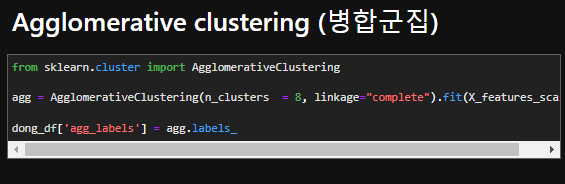 Agglomerative clustering (병합군집)
from sklearn.cluster import AgglomerativeClustering
agg = AgglomerativeClustering(n_clusters  = 8, linkage="complete").fit(X_features_sca
dong_df['agg_labels'] = agg.labels_